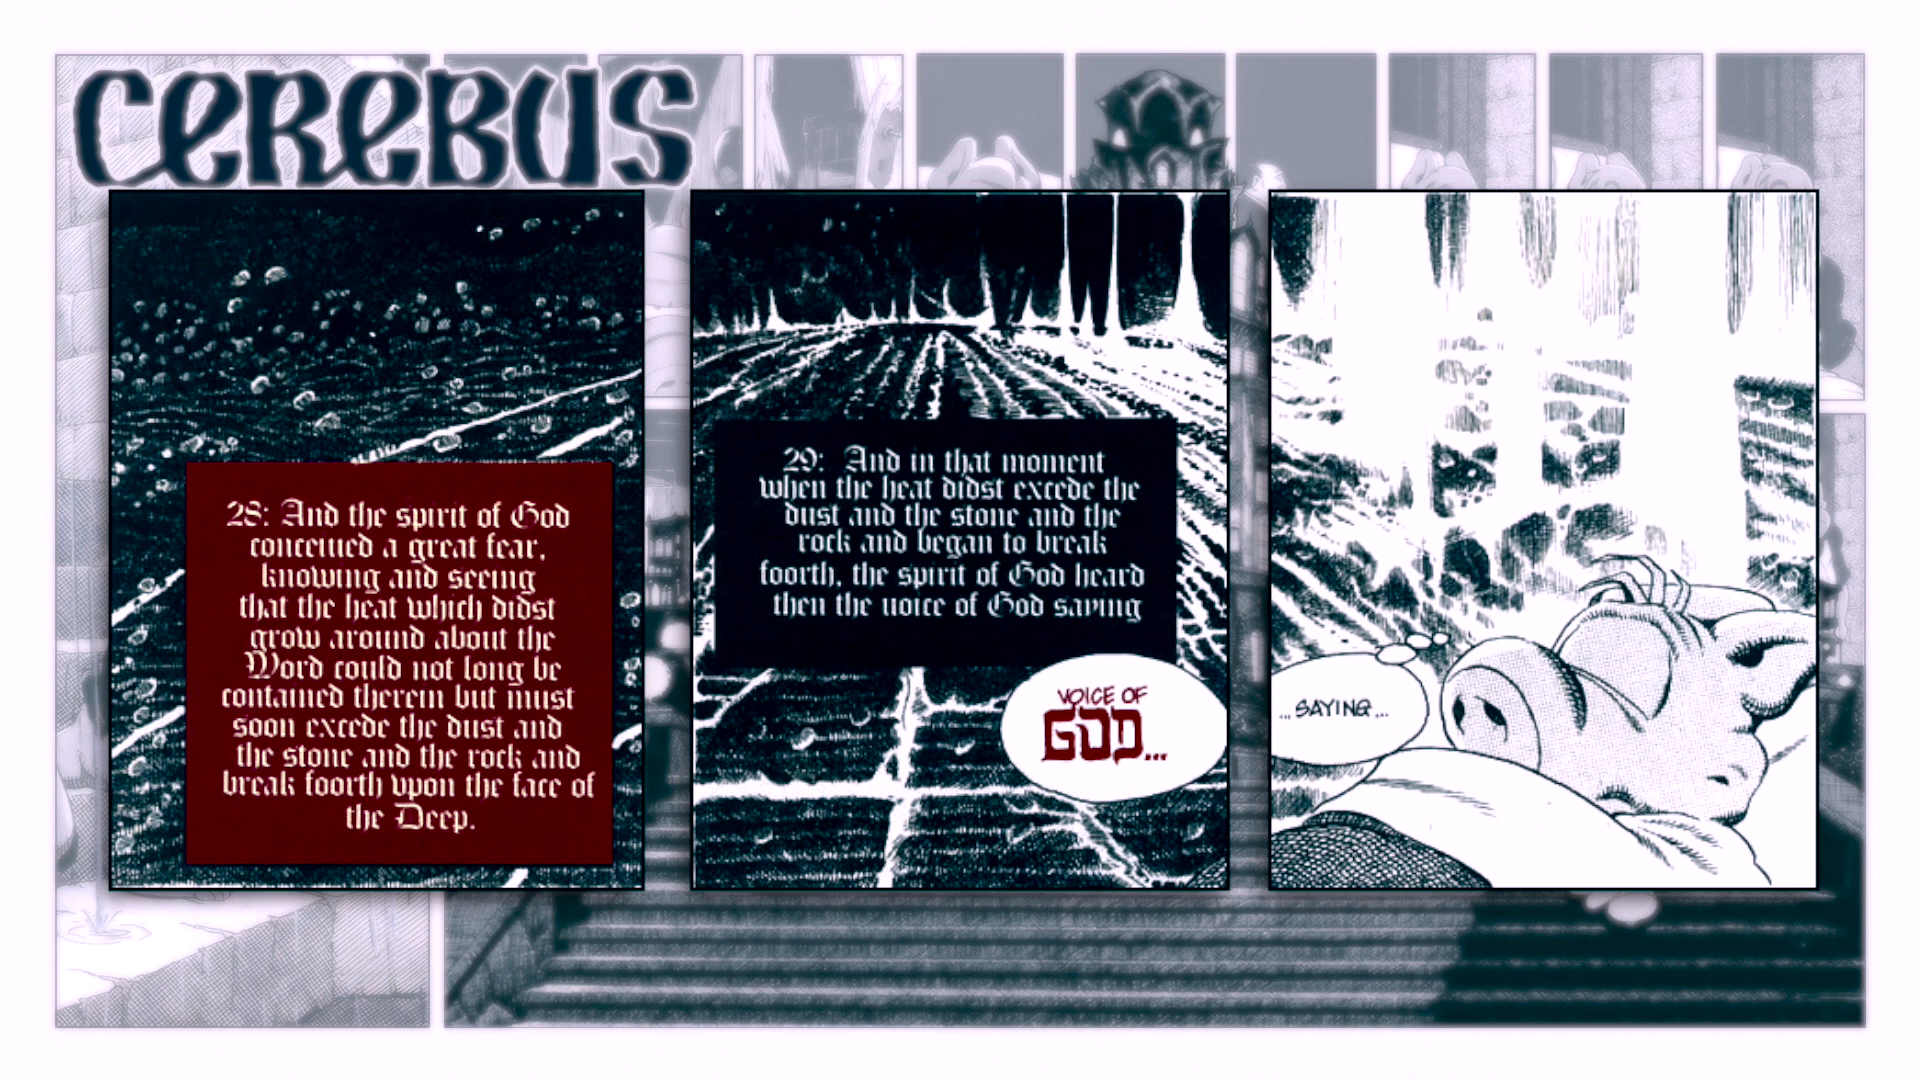 CEREBUS
28: And the spirit of God
conceiued a great fear,
knowing and seeing
that the heat which didst
grow around about the
Word could not long be
contained therein but must
soon excede the dust and
the stone and the rock and
break foorth vpon the face of
the Deep.
29: And in that moment
when the heat didst excede the
dust and the stone and the
rock and began to break
foorth, the spirit of God heard
then the uoice of God saying
VOICE OF
GOD...
...SAYING...